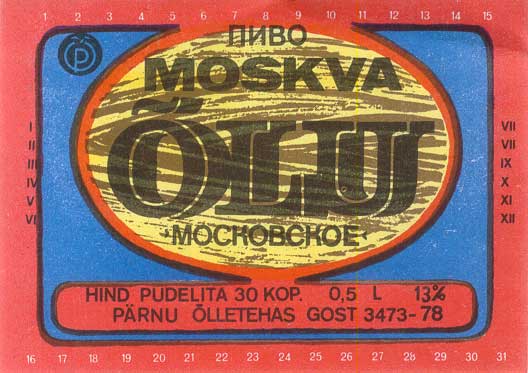 1 2 3 4 5 6 7 8 9 10 11 12 13 14 15
ПИВО
MOSKVA
ÕLU
·МОСКОВСКОЕ·
I VII
II VII
III IX
IV X
V XI
VI XII
HIND PUDELITA 30 KOP. 0,5 L 13%
PÄRNU ÕLLETEHAS GOST 3473-78
16 17 18 19 20 21 22 23 24 25 26 27 28 29 30 31